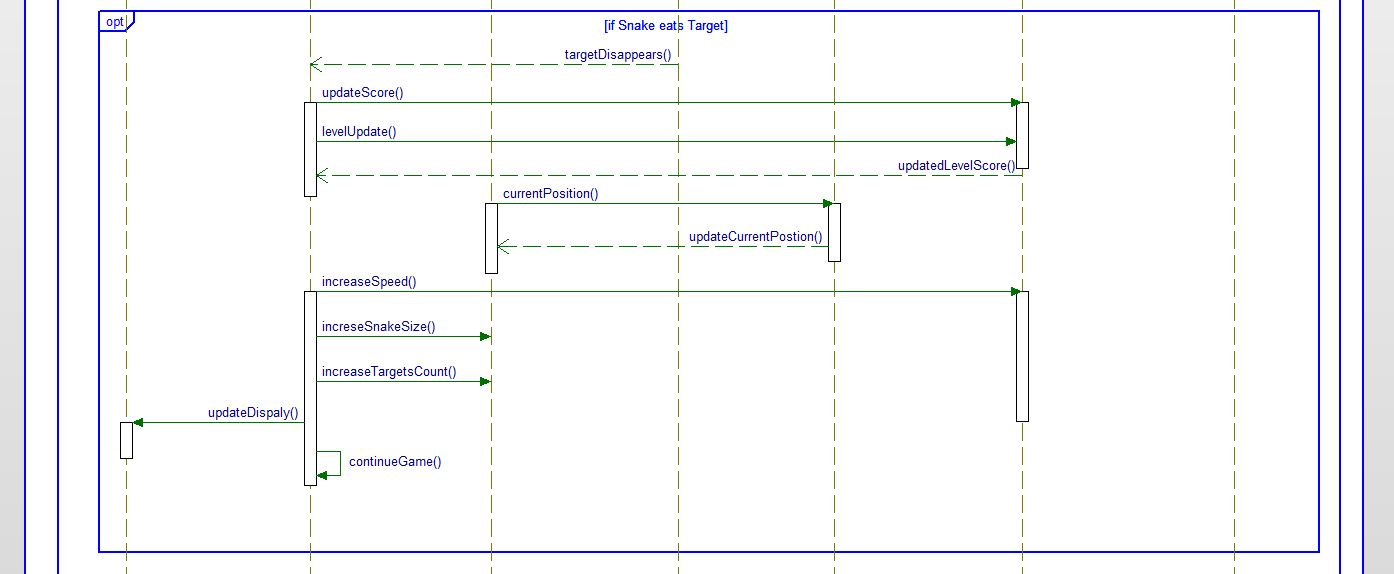 opt
[if Snake eats Target]
targetDisappears()
updateScore()
levelUpdate()
updatedLevelScore()
currentPosition()
updateCurrentPostion()
increaseSpeed()
increseSnakeSize()
increaseTargetsCount()
updateDispaly()
continueGame()